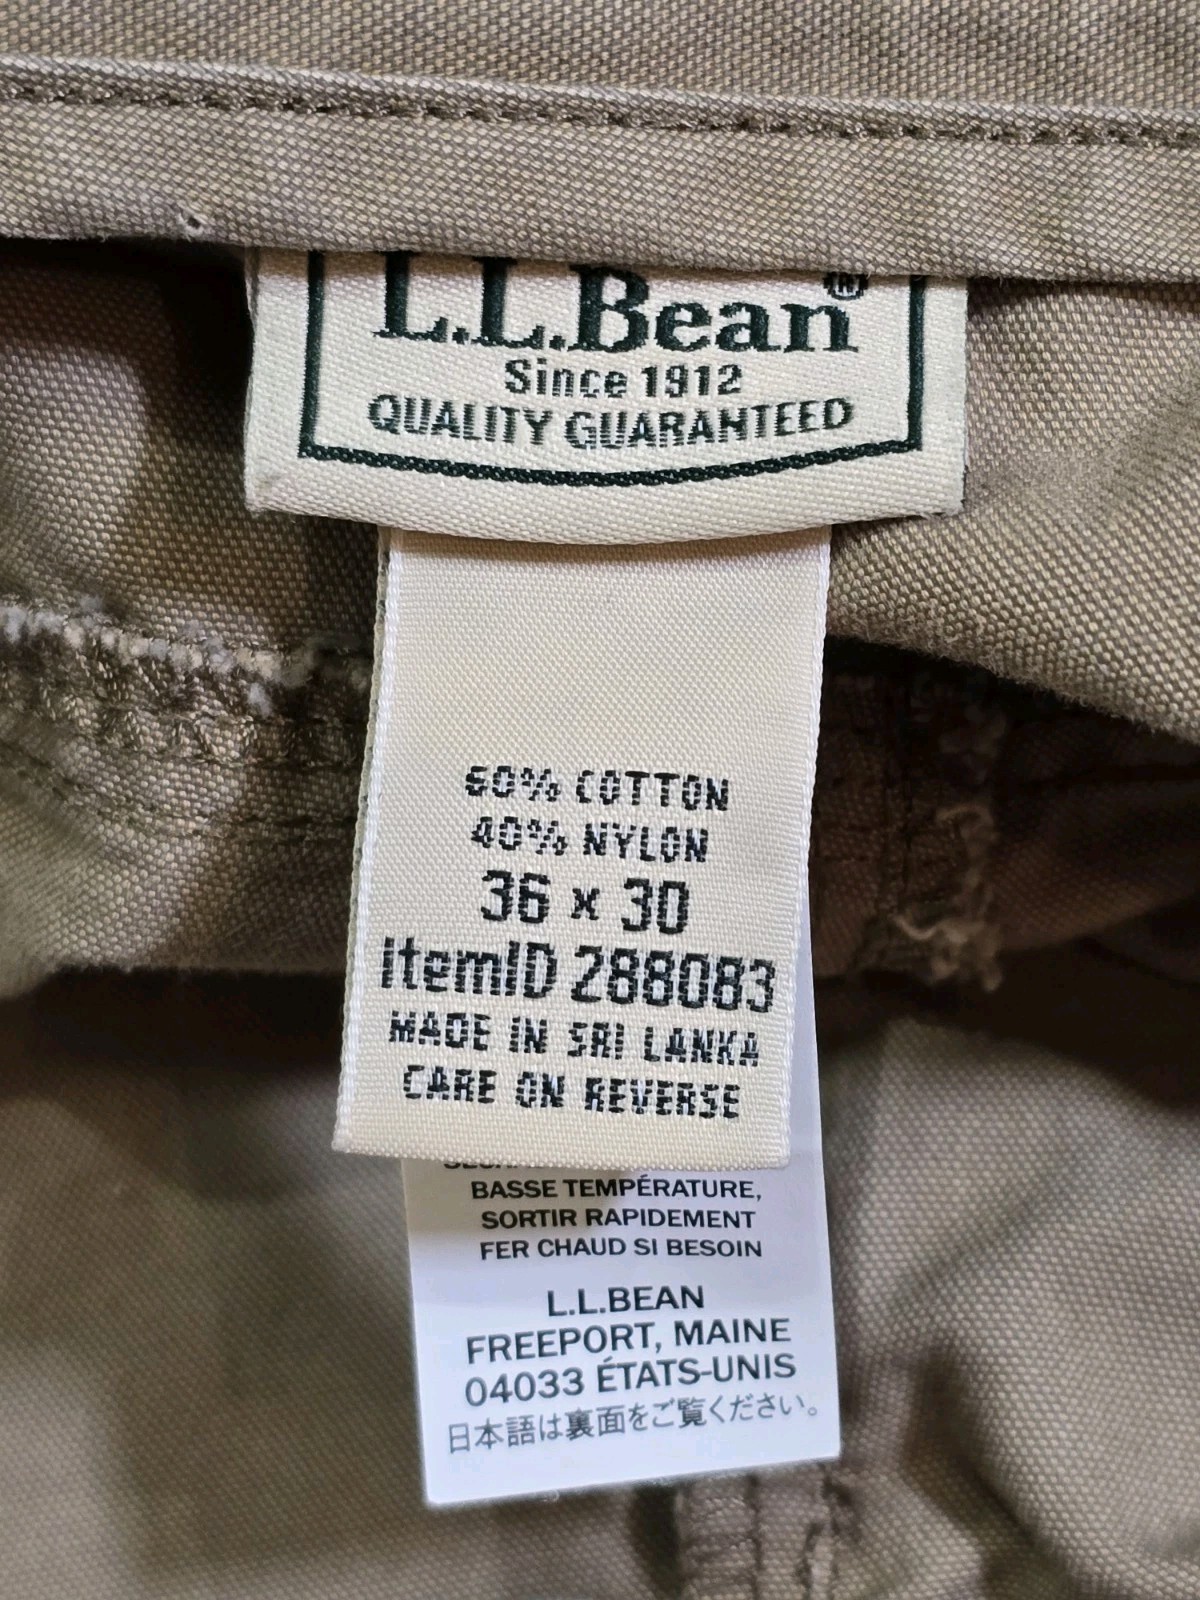 L.L.Bean®
Since 1912
QUALITY GUARANTEED
60% COTTON
40% NYLON
36 x 30
itemID 288083
MADE IN SRI LANKA
CARE ON REVERSE
BASSE TEMPÉRATURE,
SORTIR RAPIDEMENT
FER CHAUD SI BESOIN
L.L.BEAN
FREEPORT, MAINE
04033 ÉTATS-UNIS
日本語は裏面をご覧ください。